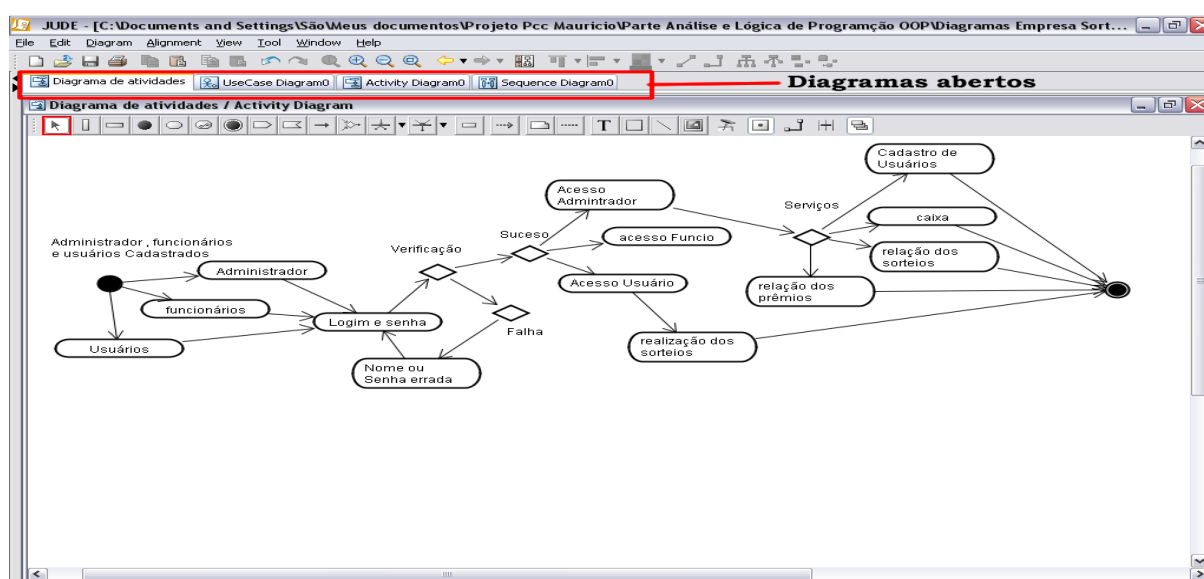 JUDE - [C:\Documents and Settings\São\Meus documentos\Projeto Pcc Mauricio\Parte Análise e Lógica de Programção OOP\Diagramas Empresa Sort...
File Edit Diagram Alignment View Tool Window Help
Diagrama de atividades UseCase Diagram0 Activity Diagram0 Sequence Diagram0
Diagramas abertos
Diagrama de atividades / Activity Diagram
T
Cadastro de
Usuários
Acesso
Admintrador
Serviços
caixa
Suceso
acesso Funcio
Administrador , funcionários
e usuários Cadastrados
Verificação
relação dos
sorteios
Administrador
Acesso Usuário
relação dos
prêmios
funcionários
Logim e senha
Falha
realização dos
sorteios
Usuários
Nome ou
Senha errada